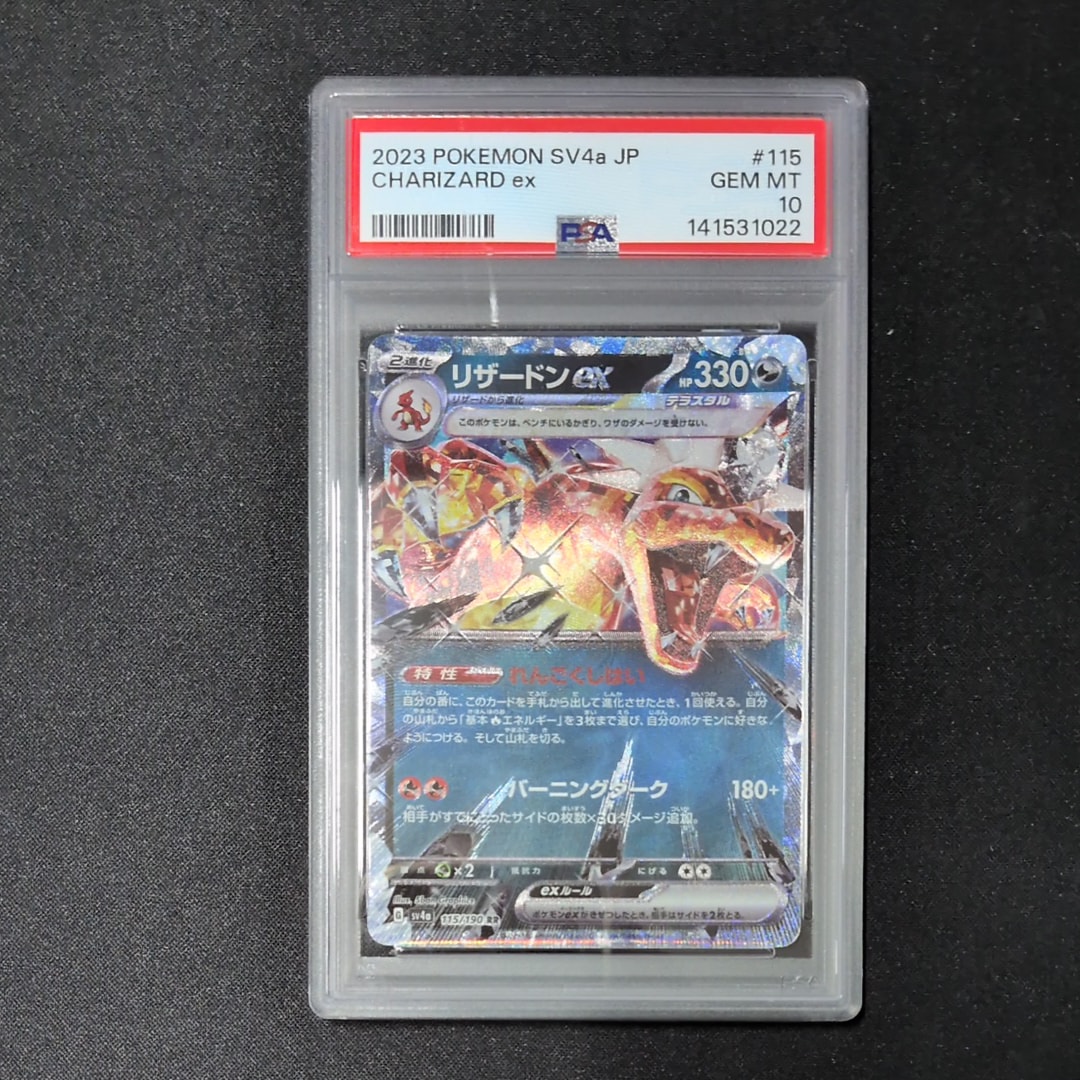 2023 POKEMON SV4a JP #115
CHARIZARD ex GEM MT
10
PSA 141531022
2進化 リザードンex HP330
リザードから進化 テラスタル
このポケモンは、ベンチにいるかぎり、ワザのダメージを受けない。
特性 れんごくしはい
自分の番に、このカードを手札から出して進化させたとき、1回使える。自分
の山札から「基本エネルギー」を3枚まで選び、自分のポケモンに好きな
ようにつける。そして山札を切る。
バーニングダーク 180+
相手がすでにとったサイドの枚数×30ダメージ追加。
弱点 ×2 抵抗力 にげる
exルール
ポケモンexがきぜつしたとき、相手はサイドを2枚とる。
Illus. 5ban Graphics
G SV4a 115/190 RR